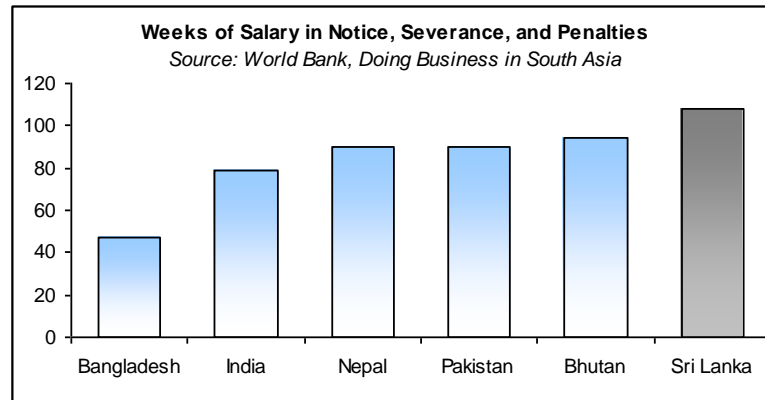 Weeks of Salary in Notice, Severance, and Penalties
Source: World Bank, Doing Business in South Asia
120
100
80
60
40
20
0
Bangladesh India Nepal Pakistan Bhutan Sri Lanka